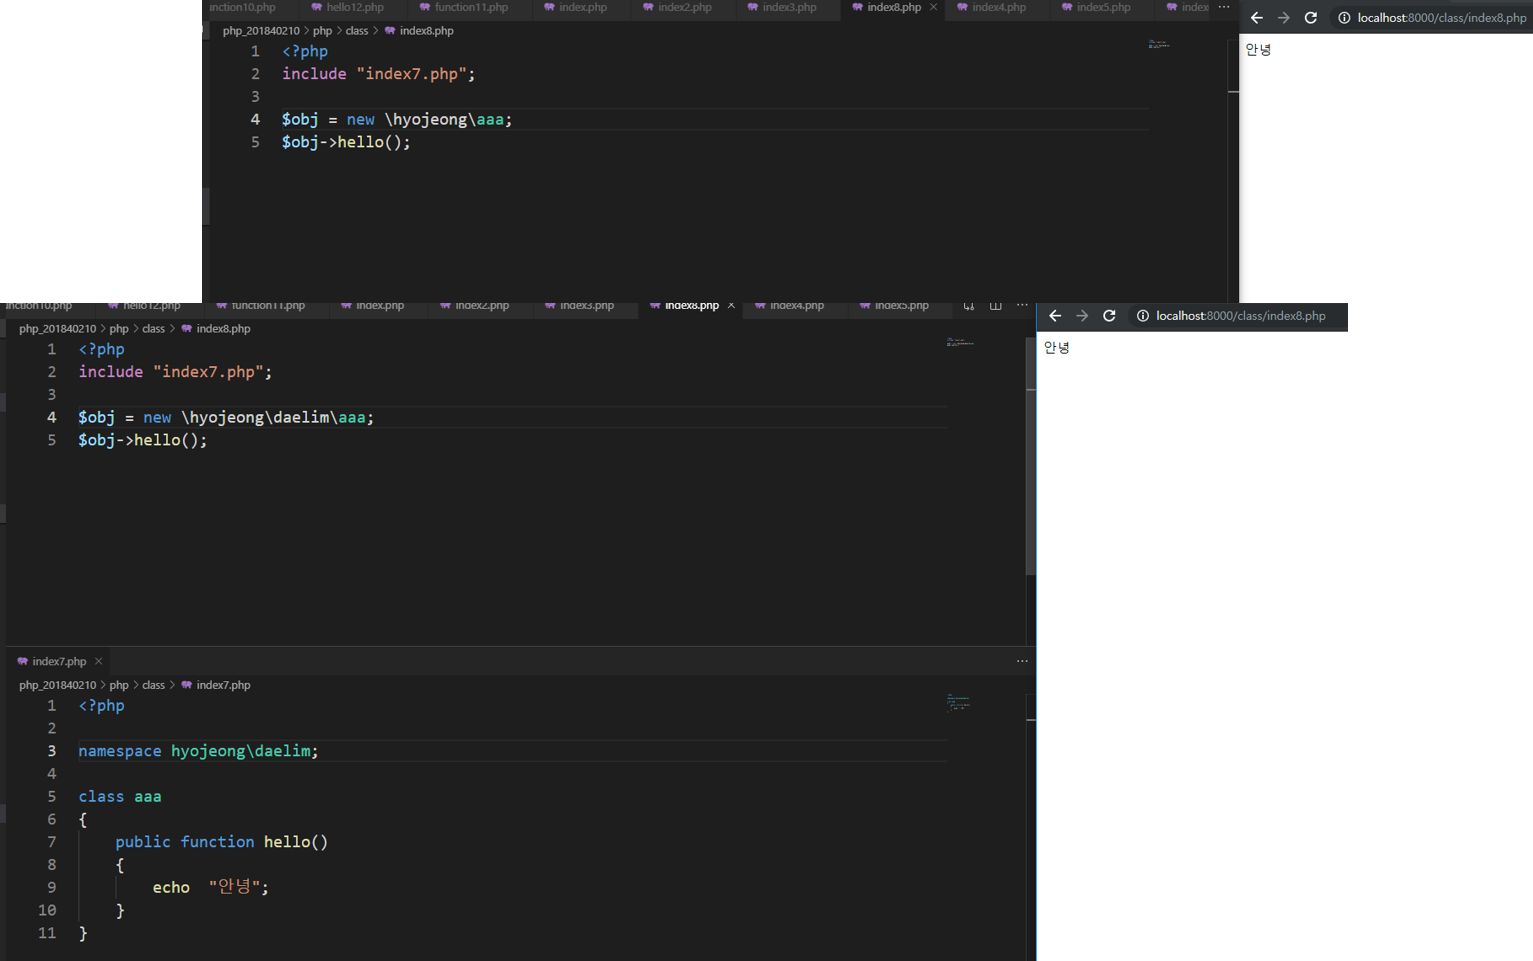 nction10.php hello12.php function11.php index.php index2.php index3.php index8.php × index4.php index5.php index ···
php_201840210 > php > class > index8.php
1 <?php
2 include "index7.php";
3
4 $obj = new \hyojeong\aaa;
5 $obj->hello();
localhost:8000/class/index8.php
안녕
nction10.php hello12.php function11.php index.php index2.php index3.php index8.php × index4.php index5.php ···
php_201840210 > php > class > index8.php
1 <?php
2 include "index7.php";
3
4 $obj = new \hyojeong\daelim\aaa;
5 $obj->hello();
localhost:8000/class/index8.php
안녕
index7.php × ···
php_201840210 > php > class > index7.php
1 <?php
2
3 namespace hyojeong\daelim;
4
5 class aaa
6 {
7 public function hello()
8 {
9 echo  "안녕";
10 }
11 }